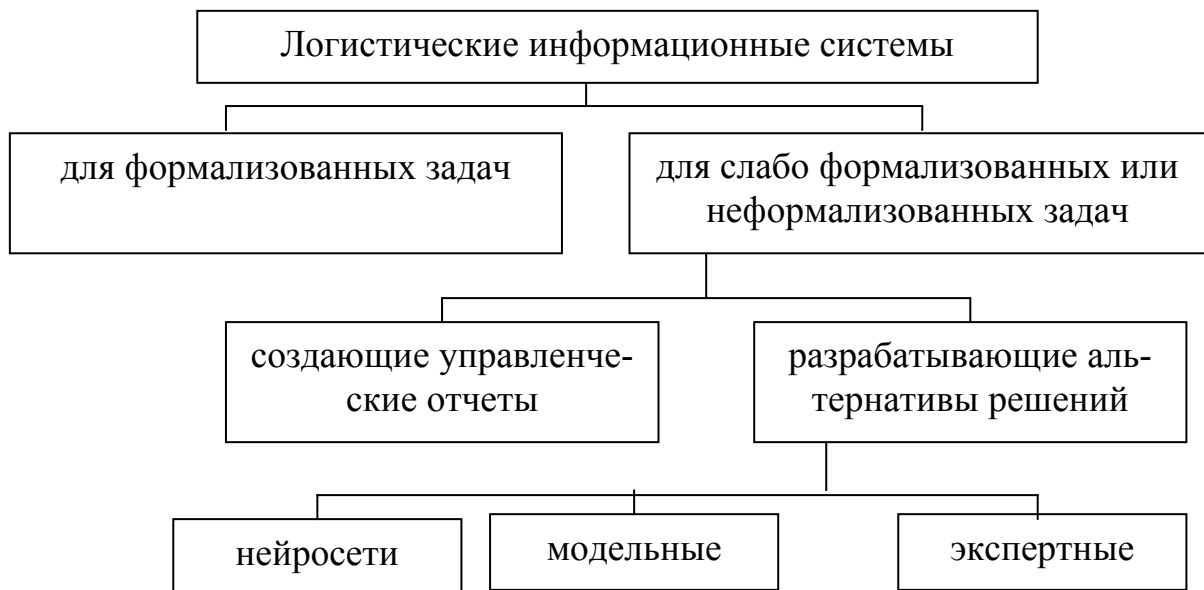 Логистические информационные системы
для формализованных задач
для слабо формализованных или
неформализованных задач
создающие управленче-
ские отчеты
разрабатывающие аль-
тернативы решений
нейросети
модельные
экспертные